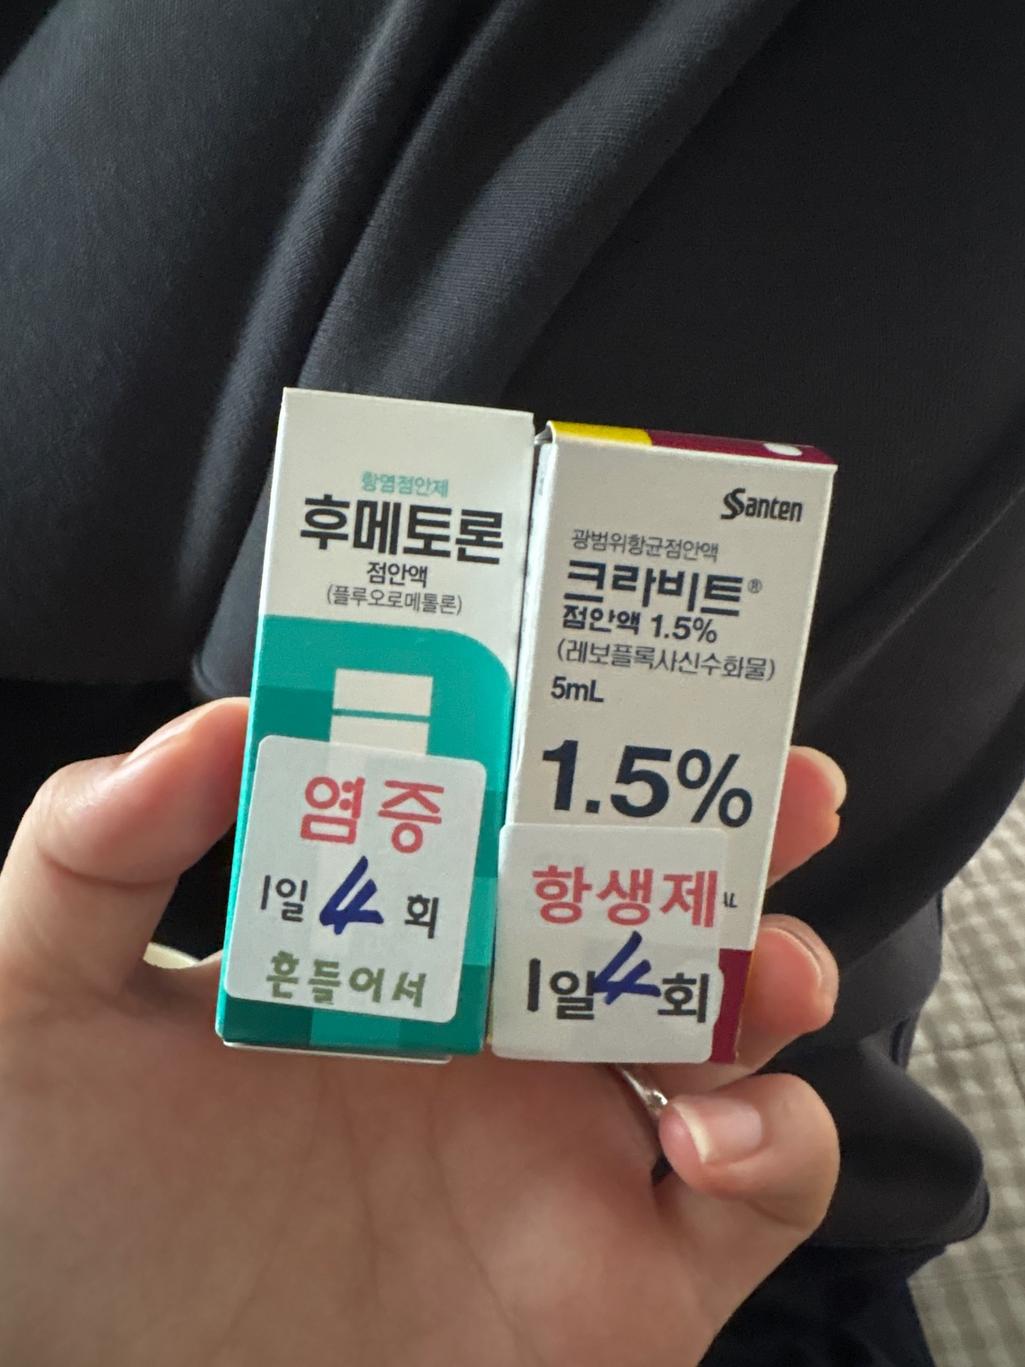 항염점안제
후메토론
점안액
(플루오로메톨론)
염증
1일 4 회
흔들어서
Santen
광범위항균점안액
크라비트®
점안액 1.5%
(레보플록사신수화물)
5mL
1.5%
항생제
1일 4 회